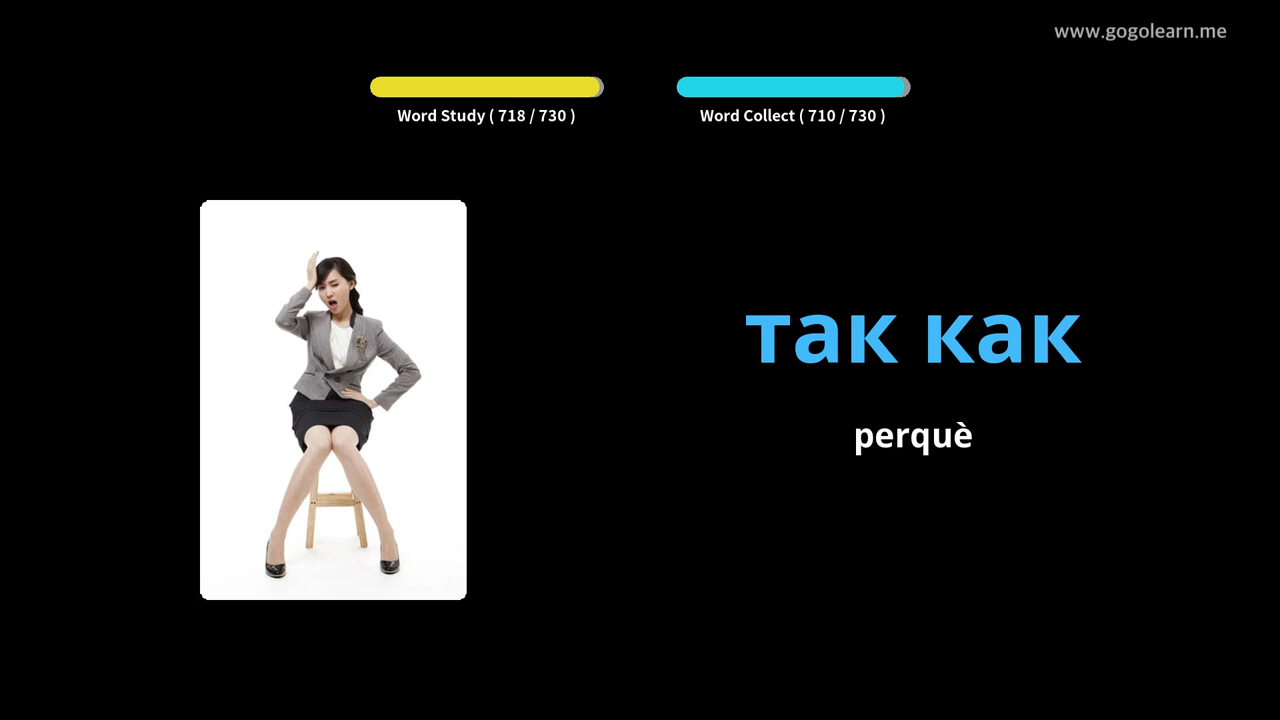 www.gogolearn.me
Word Study ( 718 / 730 )
Word Collect ( 710 / 730 )
так как
perquè